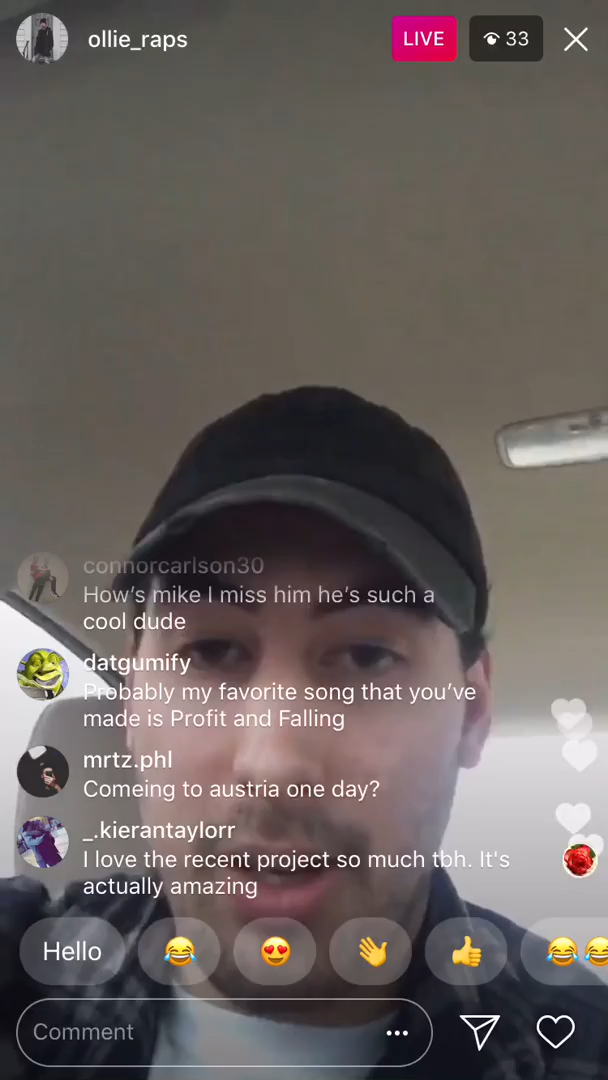 ollie_raps
LIVE
33
connorcarlson30
How’s mike I miss him he’s such a
cool dude
datgumify
Probably my favorite song that you’ve
made is Profit and Falling
mrtz.phl
Comeing to austria one day?
_.kierantaylorr
I love the recent project so much tbh. It's
actually amazing
Hello
Comment